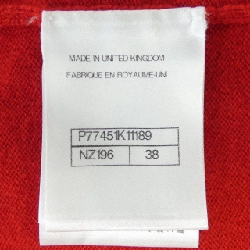 MADE IN UNITED KINGDOM
FABRIQUE EN ROYAUME-UNI
P77451K11189
NZ196 38